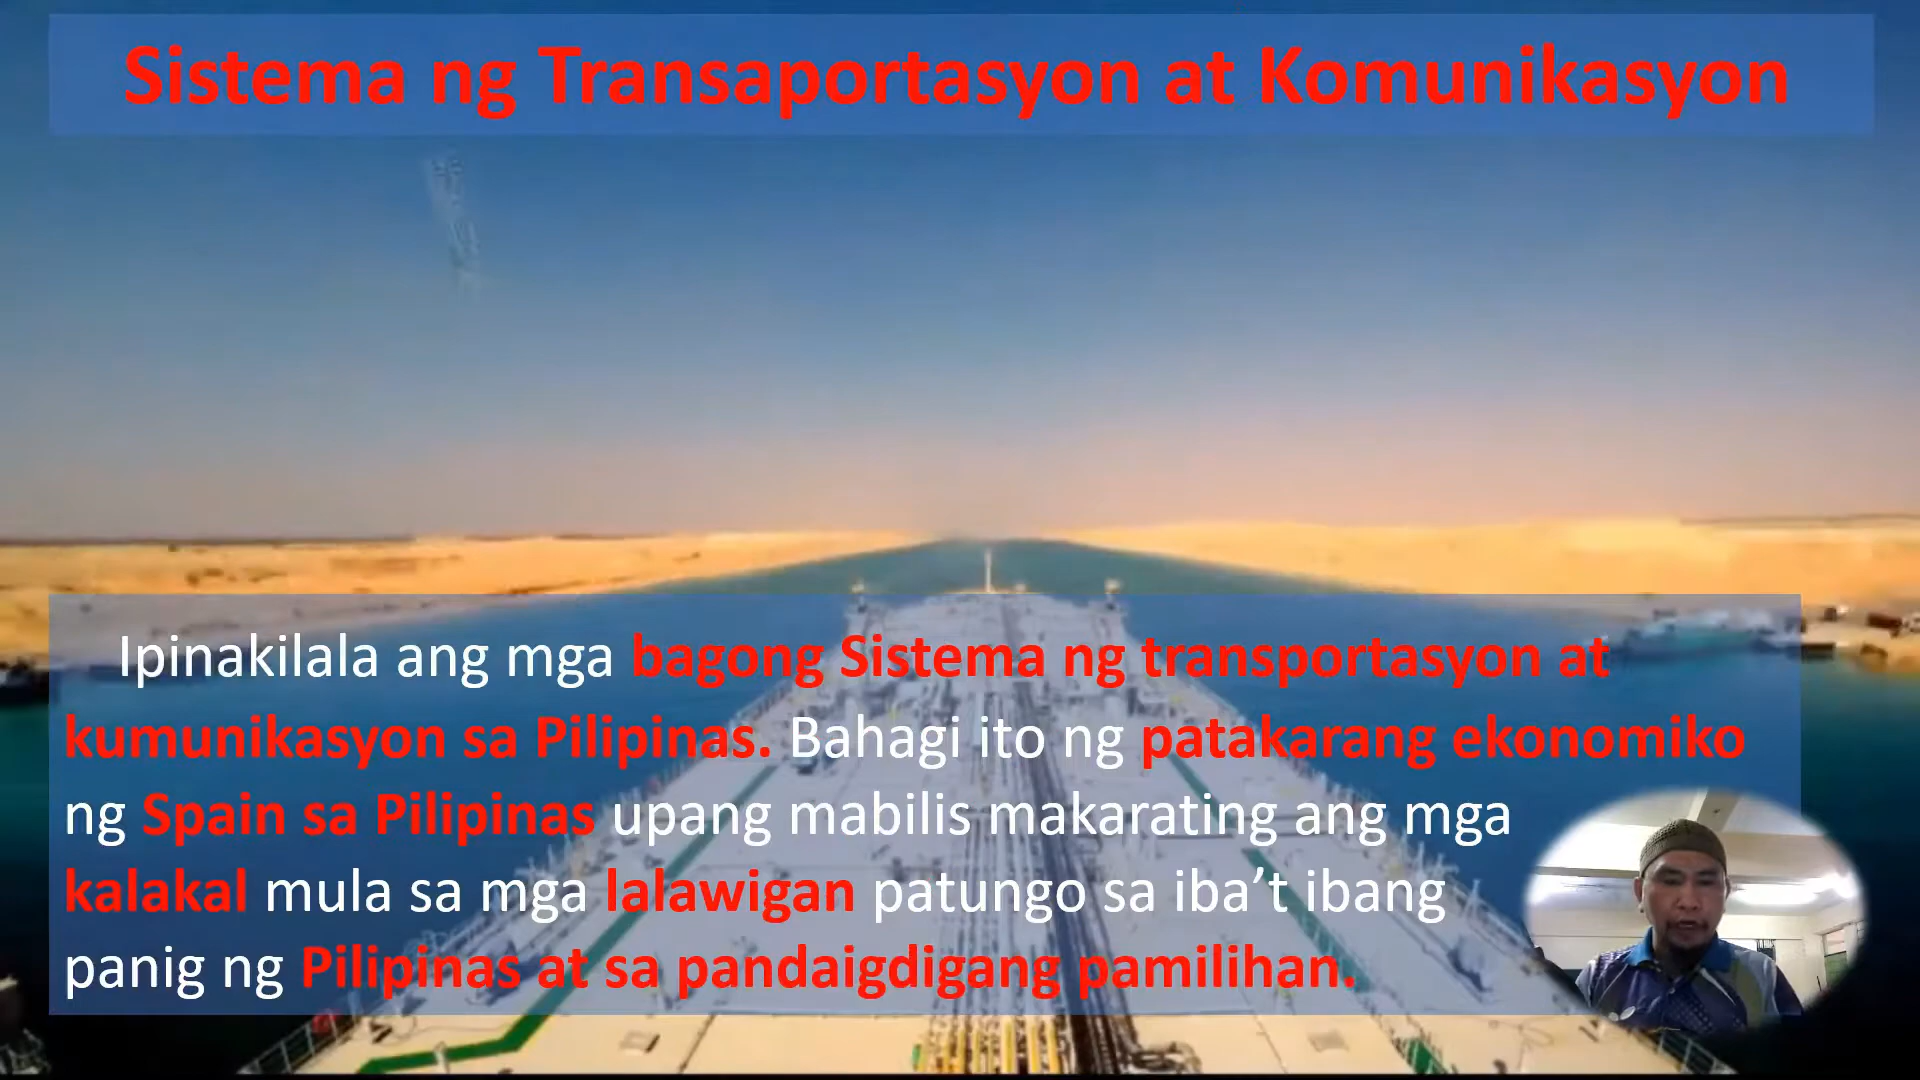 Sistema ng Transaportasyon at Komunikasyon
Ipinakilala ang mga bagong Sistema ng transportasyon at
kumunikasyon sa Pilipinas. Bahagi ito ng patakarang ekonomiko
ng Spain sa Pilipinas upang mabilis makarating ang mga
kalakal mula sa mga lalawigan patungo sa iba’t ibang
panig ng Pilipinas at sa pandaigdigang pamilihan.